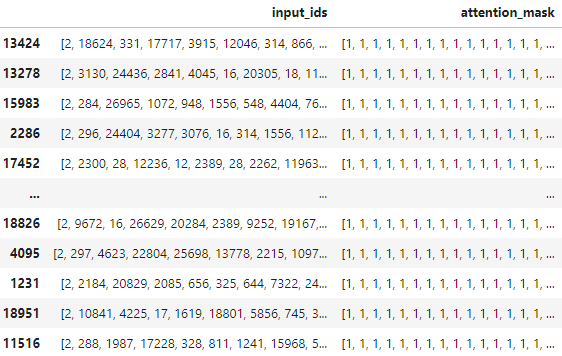 input_ids attention_mask
13424 [2, 18624, 331, 17717, 3915, 12046, 314, 866, ... [1, 1, 1, 1, 1, 1, 1, 1, 1, 1, 1, 1, 1, 1, 1, ...
13278 [2, 3130, 24436, 2841, 4045, 16, 20305, 18, 11... [1, 1, 1, 1, 1, 1, 1, 1, 1, 1, 1, 1, 1, 1, 1, ...
15983 [2, 284, 26965, 1072, 948, 1556, 548, 4404, 76... [1, 1, 1, 1, 1, 1, 1, 1, 1, 1, 1, 1, 1, 1, 1, ...
2286 [2, 296, 24404, 3277, 3076, 16, 314, 1556, 112... [1, 1, 1, 1, 1, 1, 1, 1, 1, 1, 1, 1, 1, 1, 1, ...
17452 [2, 2300, 28, 12236, 12, 2389, 28, 2262, 11963... [1, 1, 1, 1, 1, 1, 1, 1, 1, 1, 1, 1, 1, 1, 1, ...
... ... ...
18826 [2, 9672, 16, 26629, 20284, 2389, 9252, 19167,... [1, 1, 1, 1, 1, 1, 1, 1, 1, 1, 1, 1, 1, 1, 1, ...
4095 [2, 297, 4623, 22804, 25698, 13778, 2215, 1097... [1, 1, 1, 1, 1, 1, 1, 1, 1, 1, 1, 1, 1, 1, 1, ...
1231 [2, 2184, 20829, 2085, 656, 325, 644, 7322, 24... [1, 1, 1, 1, 1, 1, 1, 1, 1, 1, 1, 1, 1, 1, 1, ...
18951 [2, 10841, 4225, 17, 1619, 18801, 5856, 745, 3... [1, 1, 1, 1, 1, 1, 1, 1, 1, 1, 1, 1, 1, 1, 1, ...
11516 [2, 288, 1987, 17228, 328, 811, 1241, 15968, 5... [1, 1, 1, 1, 1, 1, 1, 1, 1, 1, 1, 1, 1, 1, 1, ...